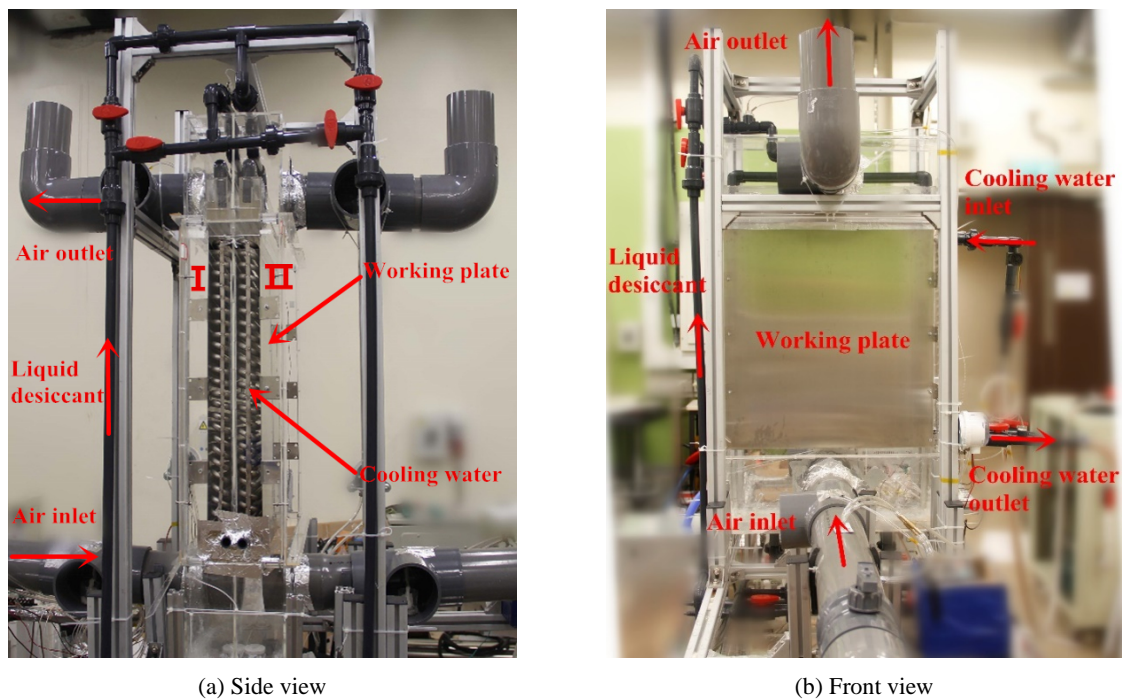 Air outlet
I
II
Working plate
Liquid
desiccant
Cooling water
Air inlet
Air outlet
Cooling water
inlet
Liquid
desiccant
Working plate
Cooling water
outlet
Air inlet
(a) Side view
(b) Front view